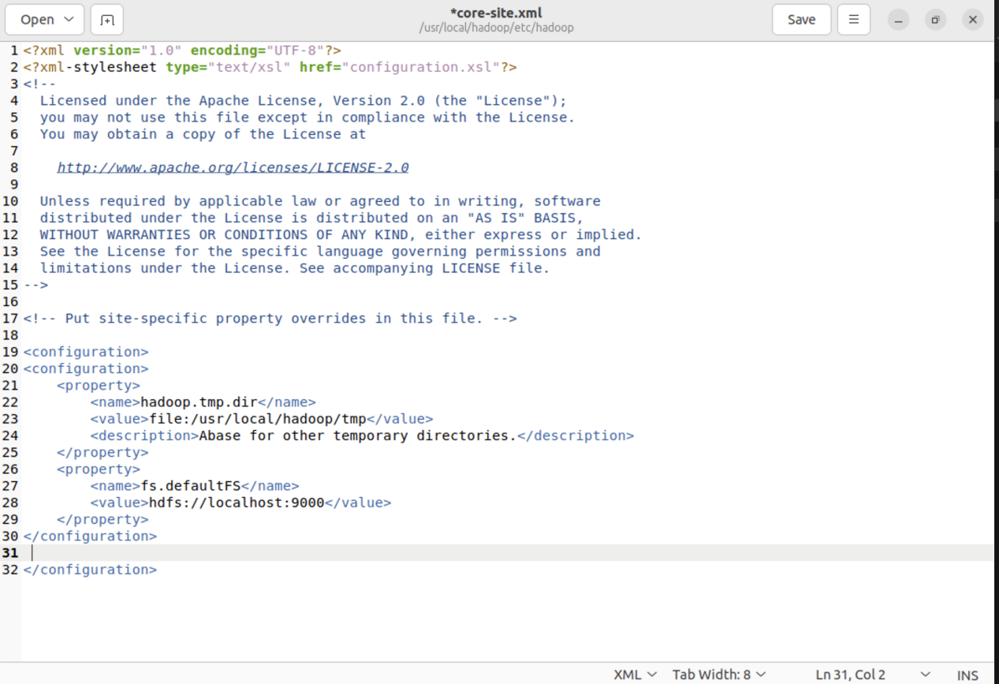 Open
*core-site.xml
/usr/local/hadoop/etc/hadoop
Save
1 <?xml version="1.0" encoding="UTF-8"?>
2 <?xml-stylesheet type="text/xsl" href="configuration.xsl"?>
3 <!--
4   Licensed under the Apache License, Version 2.0 (the "License");
5   you may not use this file except in compliance with the License.
6   You may obtain a copy of the License at
7
8     http://www.apache.org/licenses/LICENSE-2.0
9
10   Unless required by applicable law or agreed to in writing, software
11   distributed under the License is distributed on an "AS IS" BASIS,
12   WITHOUT WARRANTIES OR CONDITIONS OF ANY KIND, either express or implied.
13   See the License for the specific language governing permissions and
14   limitations under the License. See accompanying LICENSE file.
15 -->
16
17 <!-- Put site-specific property overrides in this file. -->
18
19 <configuration>
20 <configuration>
21     <property>
22         <name>hadoop.tmp.dir</name>
23         <value>file:/usr/local/hadoop/tmp</value>
24         <description>Abase for other temporary directories.</description>
25     </property>
26     <property>
27         <name>fs.defaultFS</name>
28         <value>hdfs://localhost:9000</value>
29     </property>
30 </configuration>
31
32 </configuration>
XML Tab Width: 8 Ln 31, Col 2 INS